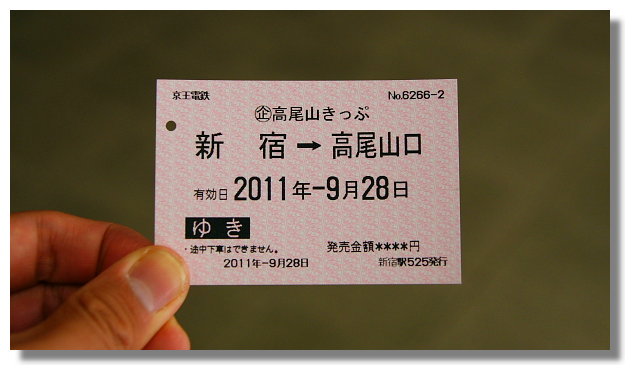 京王電鉄 No.6266-2
㊭高尾山きっぷ
新 宿 → 高尾山口
有効日 2011年-9月28日
ゆき
・途中下車はできません。 発売金額****円
2011年-9月28日 新宿駅525発行